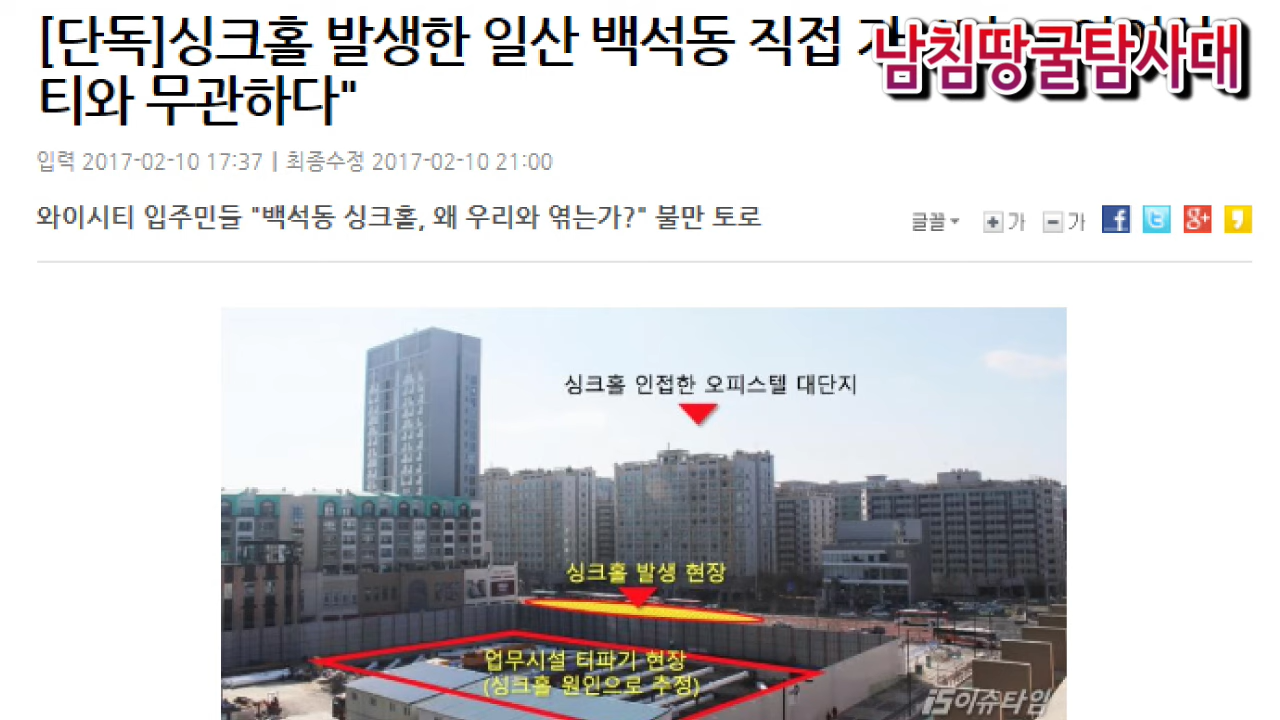 [단독]싱크홀 발생한 일산 백석동 직접
남침땅굴탐사대
티와 무관하다"
입력 2017-02-10 17:37 | 최종수정 2017-02-10 21:00
와이시티 입주민들 "백석동 싱크홀, 왜 우리와 엮는가?" 불만 토로
글꼴 가 가
싱크홀 인접한 오피스텔 대단지
싱크홀 발생 현장
업무시설 터파기 현장
(싱크홀 원인으로 추정)
이슈타임